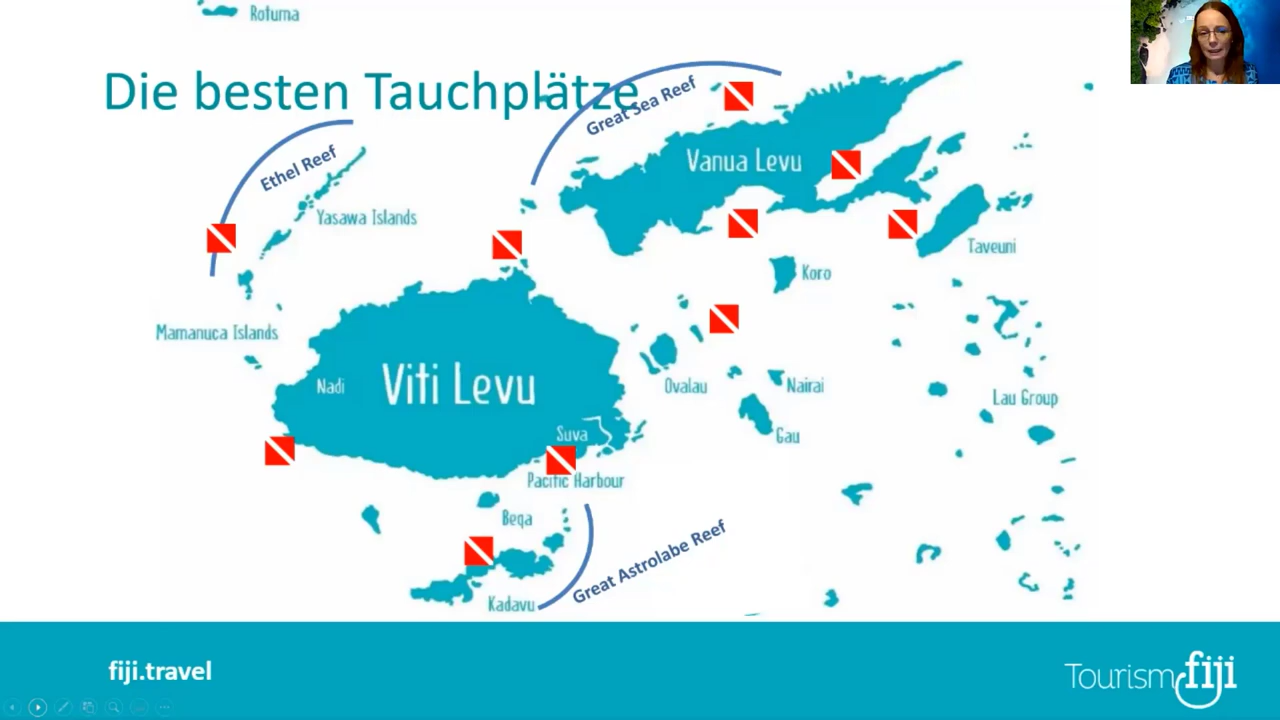 Rotuma
Die besten Tauchplätze
Great Sea Reef
Ethel Reef
Vanua Levu
Yasawa Islands
Taveuni
Koro
Mamanuca Islands
Nadi
Viti Levu
Ovalau
Nairai
Lau Group
Suva
Gau
Pacific Harbour
Beqa
Great Astrolabe Reef
Kadavu
fiji.travel
Tourism fiji